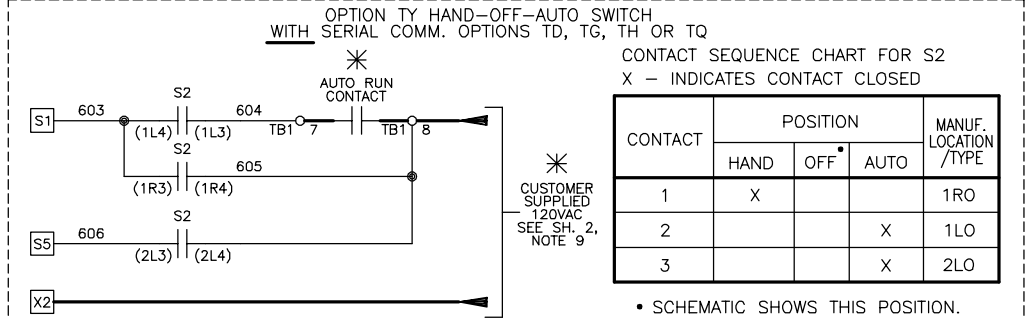 OPTION TY HAND-OFF-AUTO SWITCH
WITH SERIAL COMM. OPTIONS TD, TG, TH OR TQ
AUTO RUN
CONTACT
S1 603 S2 604
(1L4) (1L3) TB1 7 TB1 8
S2
605
(1R3) (1R4)
S2
S5 606
(2L3) (2L4)
X2
CUSTOMER
SUPPLIED
120VAC
SEE SH. 2,
NOTE 9
CONTACT SEQUENCE CHART FOR S2
X - INDICATES CONTACT CLOSED
CONTACT POSITION MANUF. LOCATION /TYPE
HAND OFF• AUTO
1 X 1RO
2 X 1LO
3 X 2LO
• SCHEMATIC SHOWS THIS POSITION.